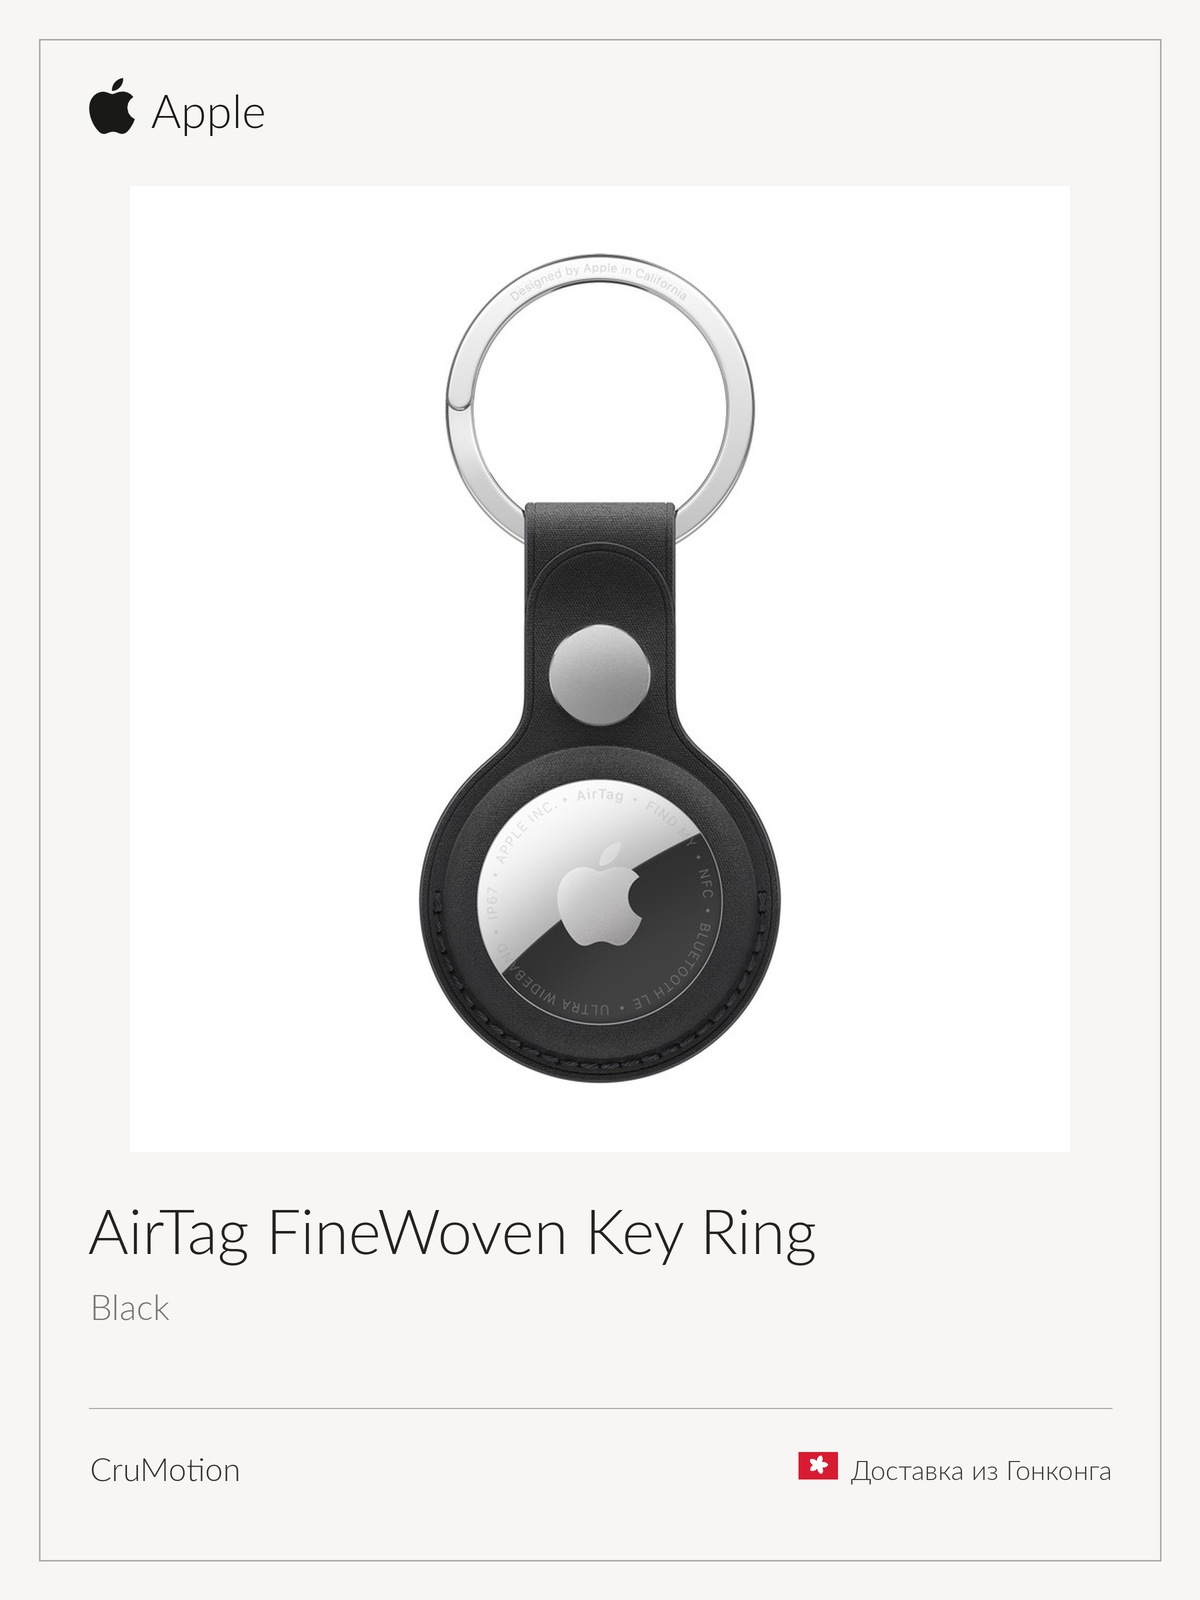 Apple
Designed by Apple in California
• AirTag • FIND MY • NFC • BLUETOOTH LE • ULTRA WIDEBAND • IP67 • APPLE INC.
AirTag FineWoven Key Ring
Black
CruMotion
Доставка из Гонконга